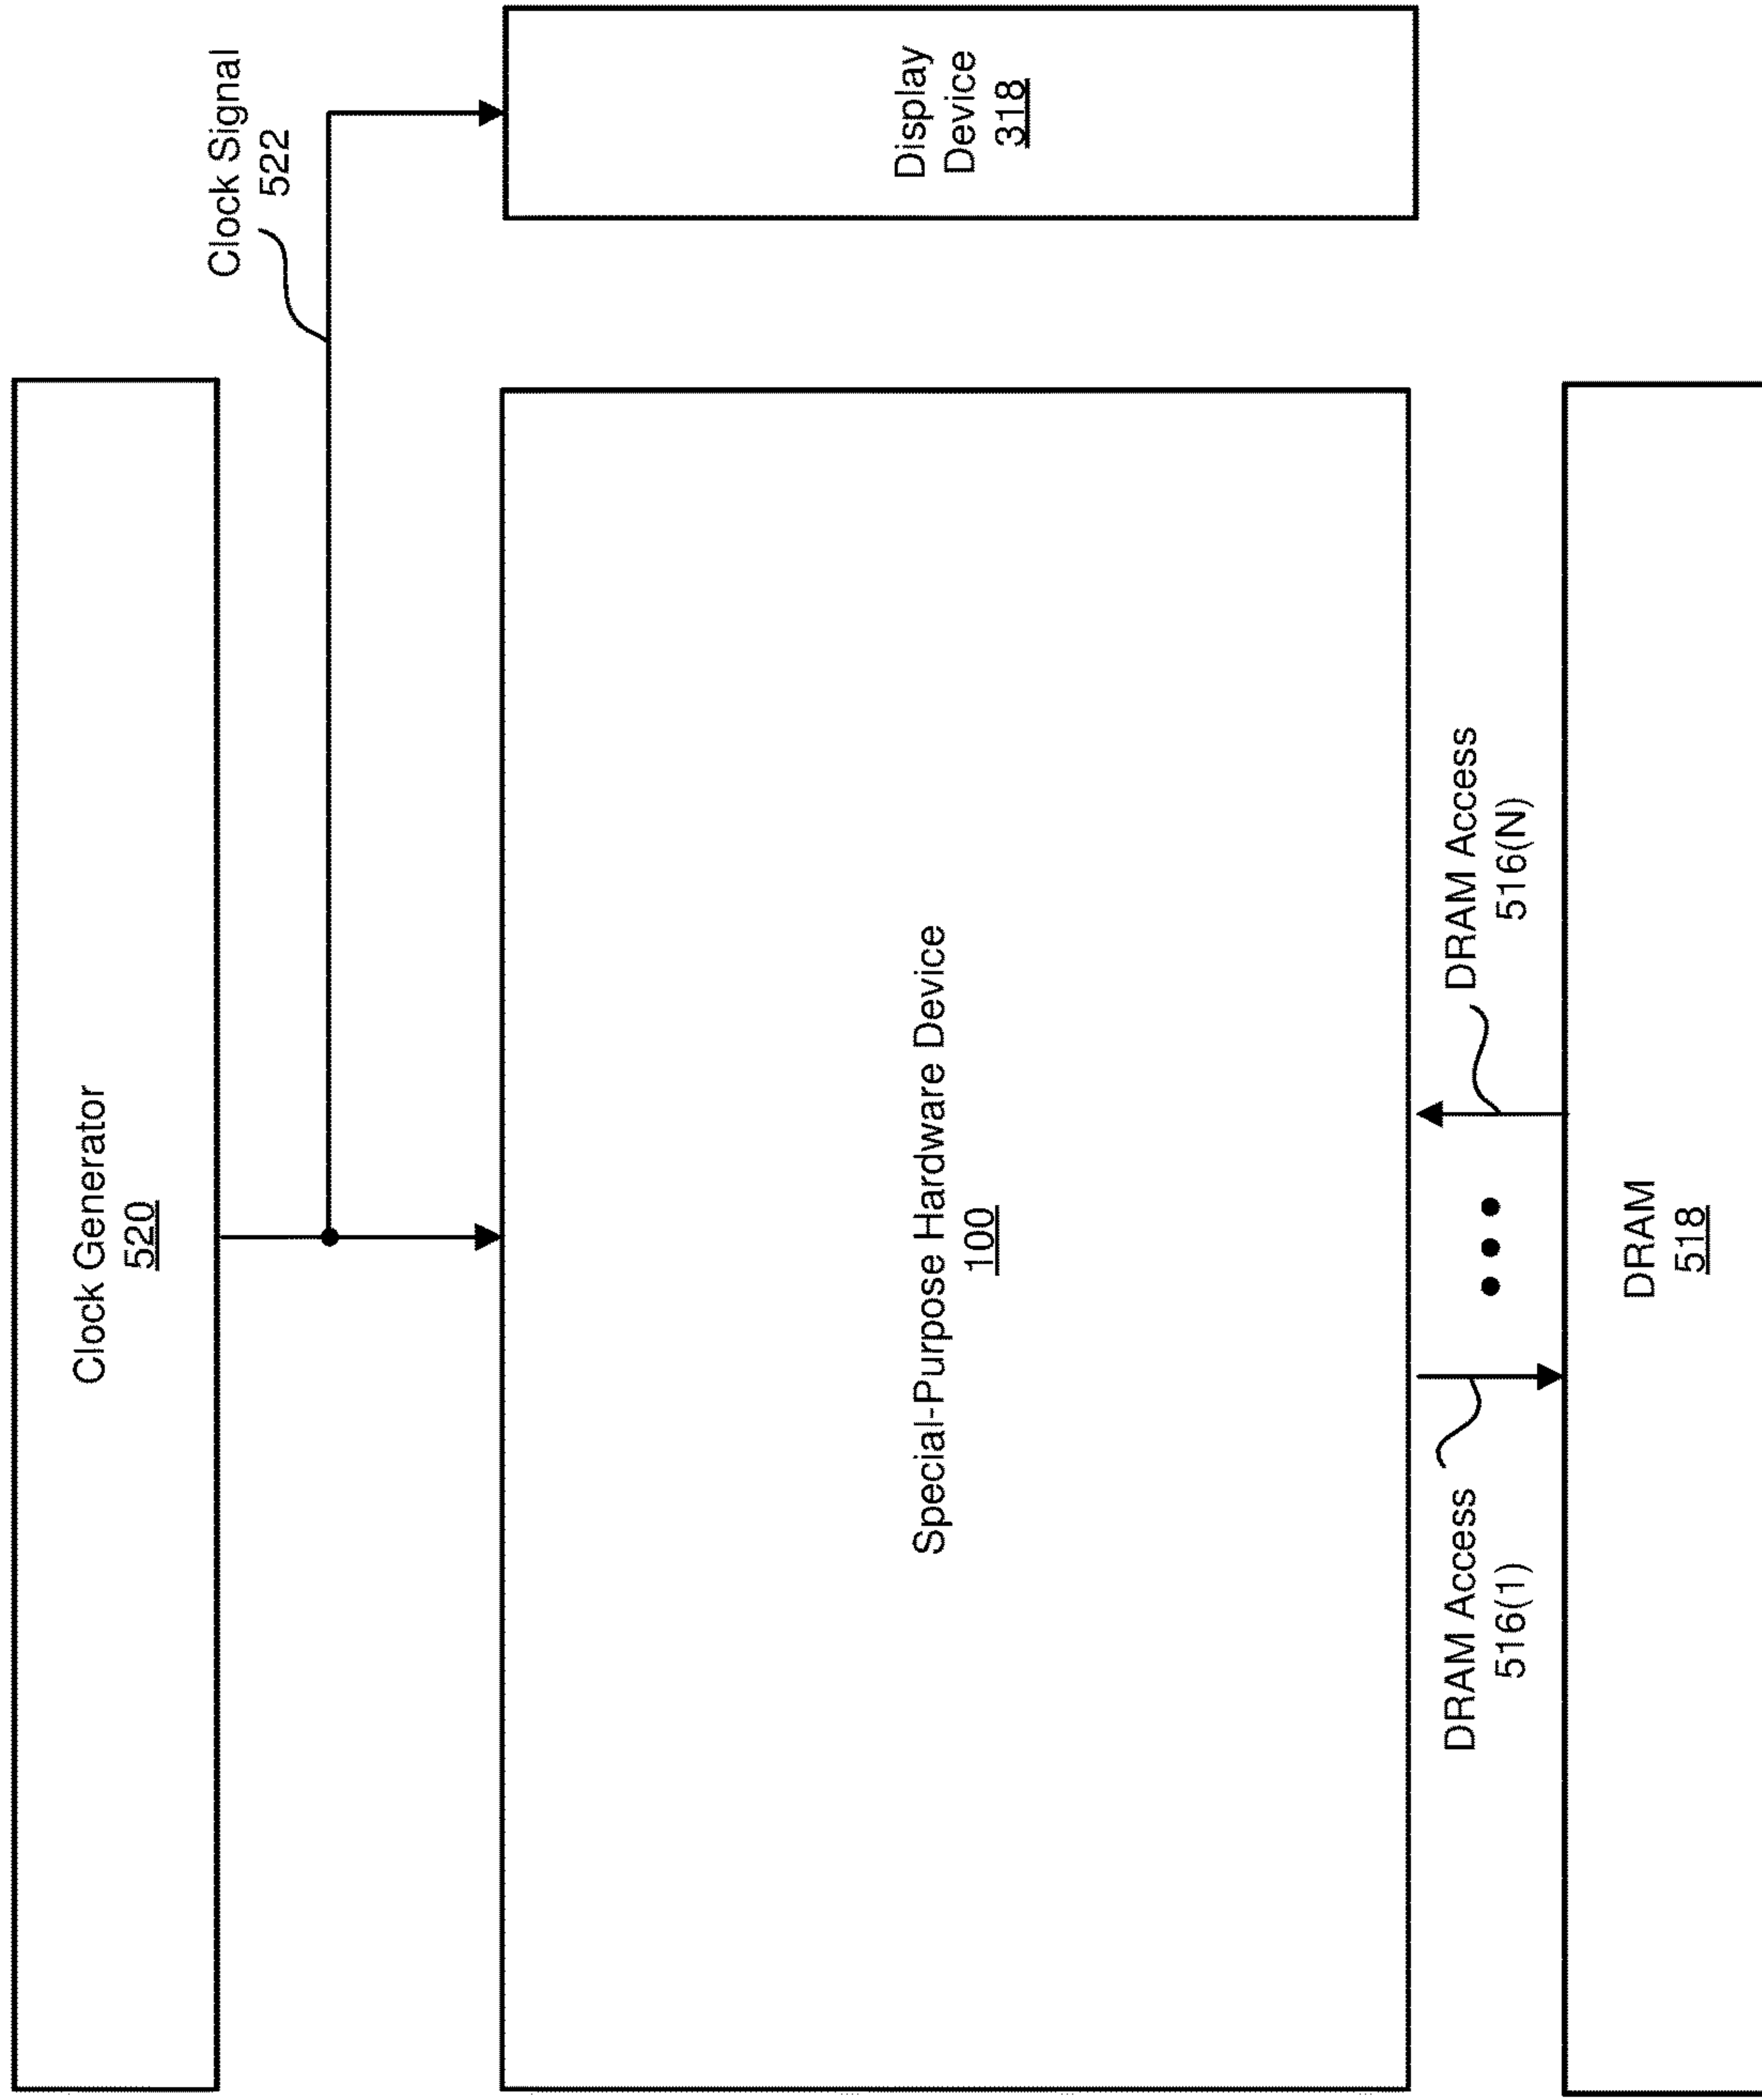 Clock Generator
520
Clock Signal
522
Special-Purpose Hardware Device
100
Display
Device
318
DRAM Access
516(1)
DRAM Access
516(N)
DRAM
518